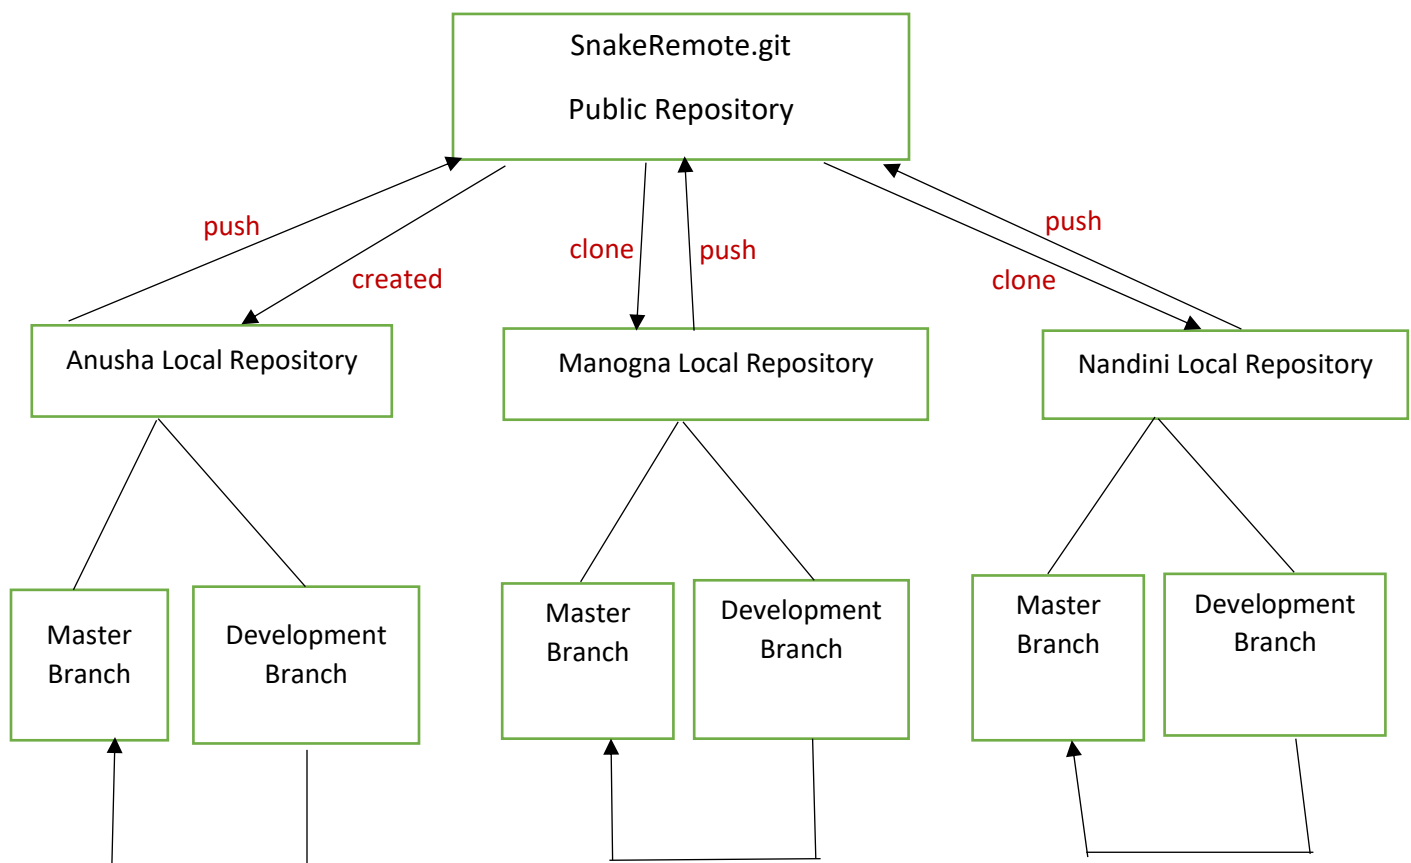 SnakeRemote.git
Public Repository
push
created
clone
push
push
clone
Anusha Local Repository
Manogna Local Repository
Nandini Local Repository
Master
Branch
Development
Branch
Master
Branch
Development
Branch
Master
Branch
Development
Branch